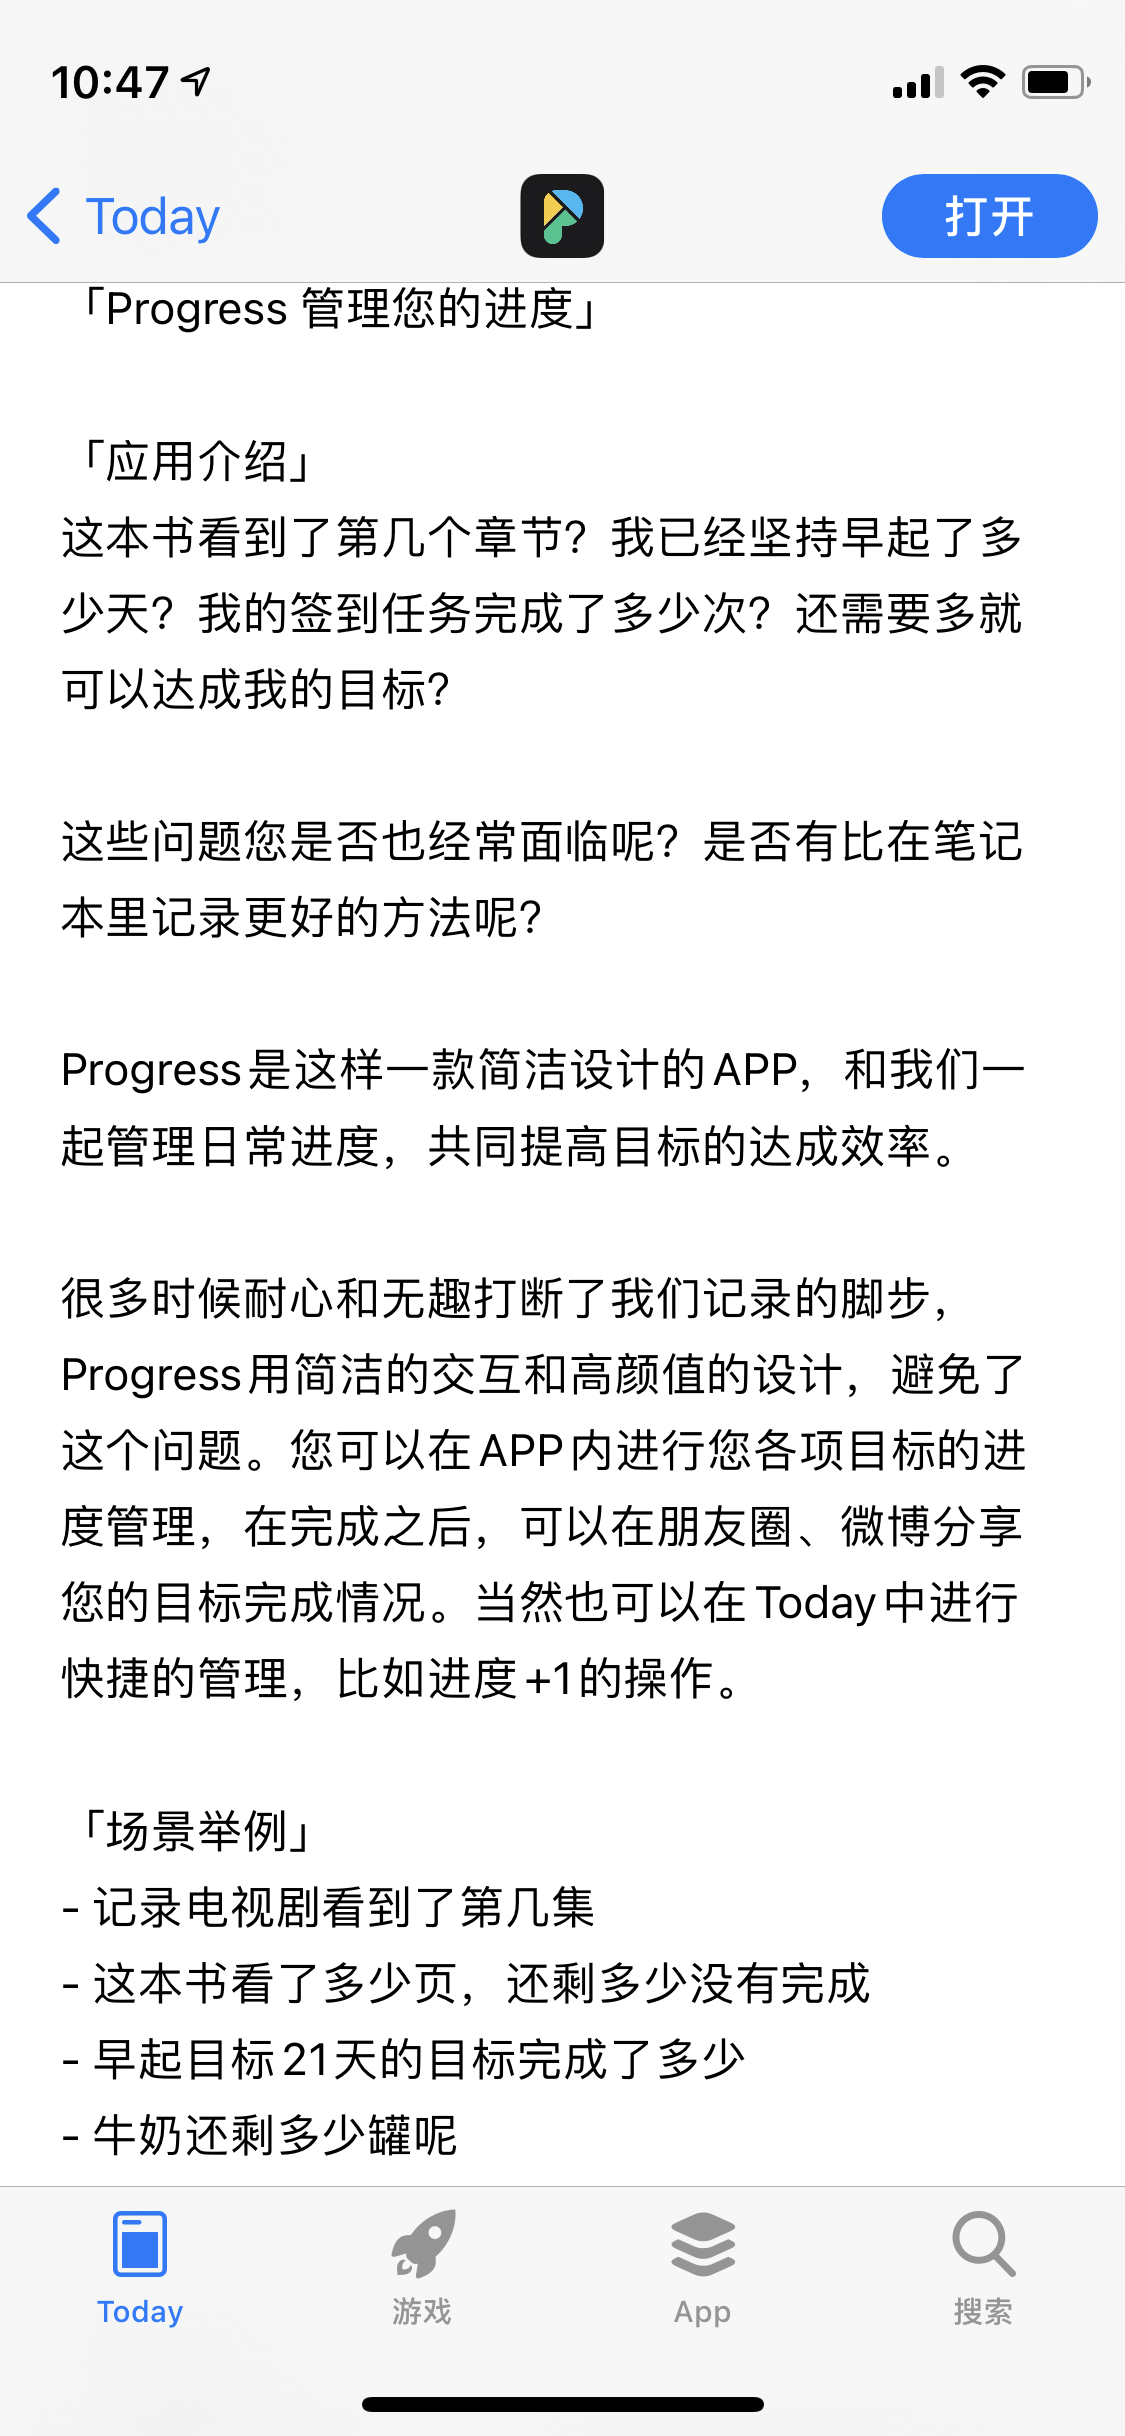 10:47
Today
打开
「Progress 管理您的进度」
「应用介绍」
这本书看到了第几个章节？我已经坚持早起了多
少天？我的签到任务完成了多少次？还需要多就
可以达成我的目标？
这些问题您是否也经常面临呢？是否有比在笔记
本里记录更好的方法呢？
Progress是这样一款简洁设计的APP，和我们一
起管理日常进度，共同提高目标的达成效率。
很多时候耐心和无趣打断了我们记录的脚步，
Progress用简洁的交互和高颜值的设计，避免了
这个问题。您可以在APP内进行您各项目标的进
度管理，在完成之后，可以在朋友圈、微博分享
您的目标完成情况。当然也可以在Today中进行
快捷的管理，比如进度+1的操作。
「场景举例」
- 记录电视剧看到了第几集
- 这本书看了多少页，还剩多少没有完成
- 早起目标21天的目标完成了多少
- 牛奶还剩多少罐呢
Today
游戏
App
搜索